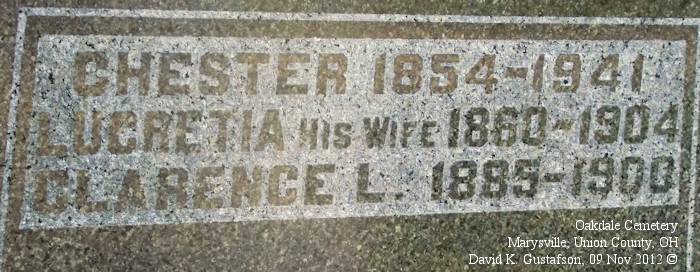 CHESTER 1854-1941
LUCRETIA HIS WIFE 1860-1904
CLARENCE L. 1885-1900
Oakdale Cemetery
Marysville, Union County, OH
David K. Gustafson, 09 Nov 2012 ©